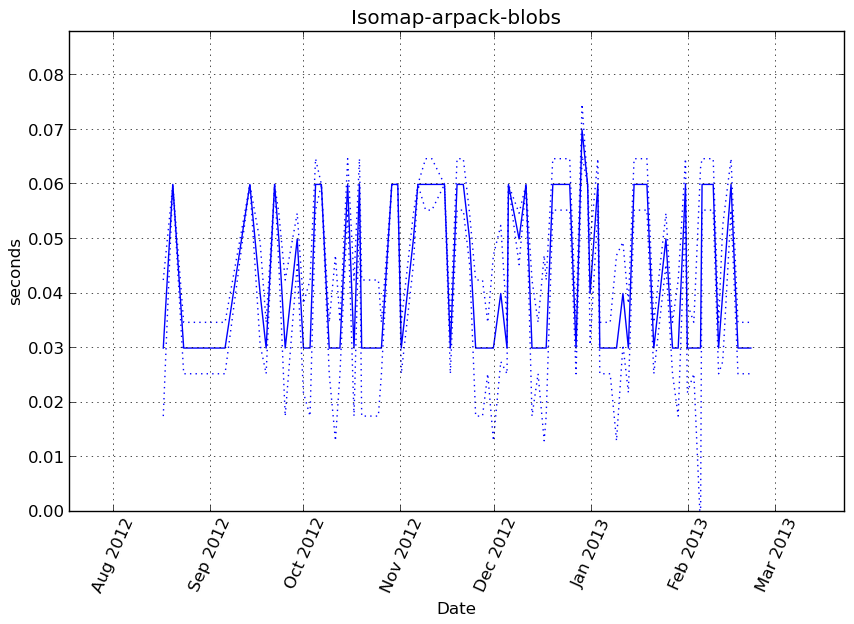 Isomap-arpack-blobs
0.08
0.07
0.06
0.05
0.04
0.03
0.02
0.01
0.00
seconds
Aug 2012
Sep 2012
Oct 2012
Nov 2012
Dec 2012
Jan 2013
Feb 2013
Mar 2013
Date